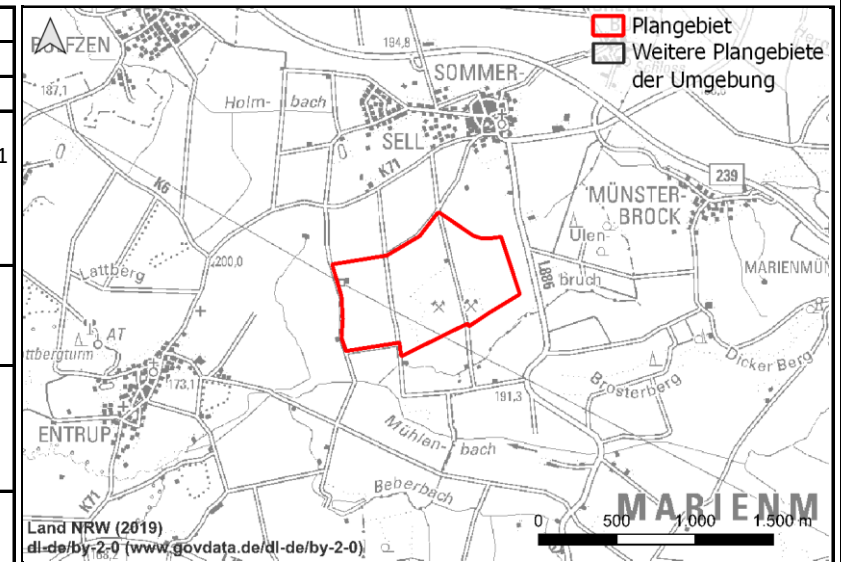 Plangebiet
Weitere Plangebiete
der Umgebung
194,8
SOMMER-
SELL
187,1
Holm-
bach
K71
K6
239
MÜNSTER-
BROCK
Ulen-
bruch
L886
MARIENMÜN
200,0
Lattberg
AT
173,1
ENTRUP
Dicker Berg
Brosterberg
191,3
Mühlen-
bach
Beberbach
K71
MARIENM
0 500 1.000 1.500 m
Land NRW (2019)
dl-de/by-2-0 (www.govdata.de/dl-de/by-2-0)
1